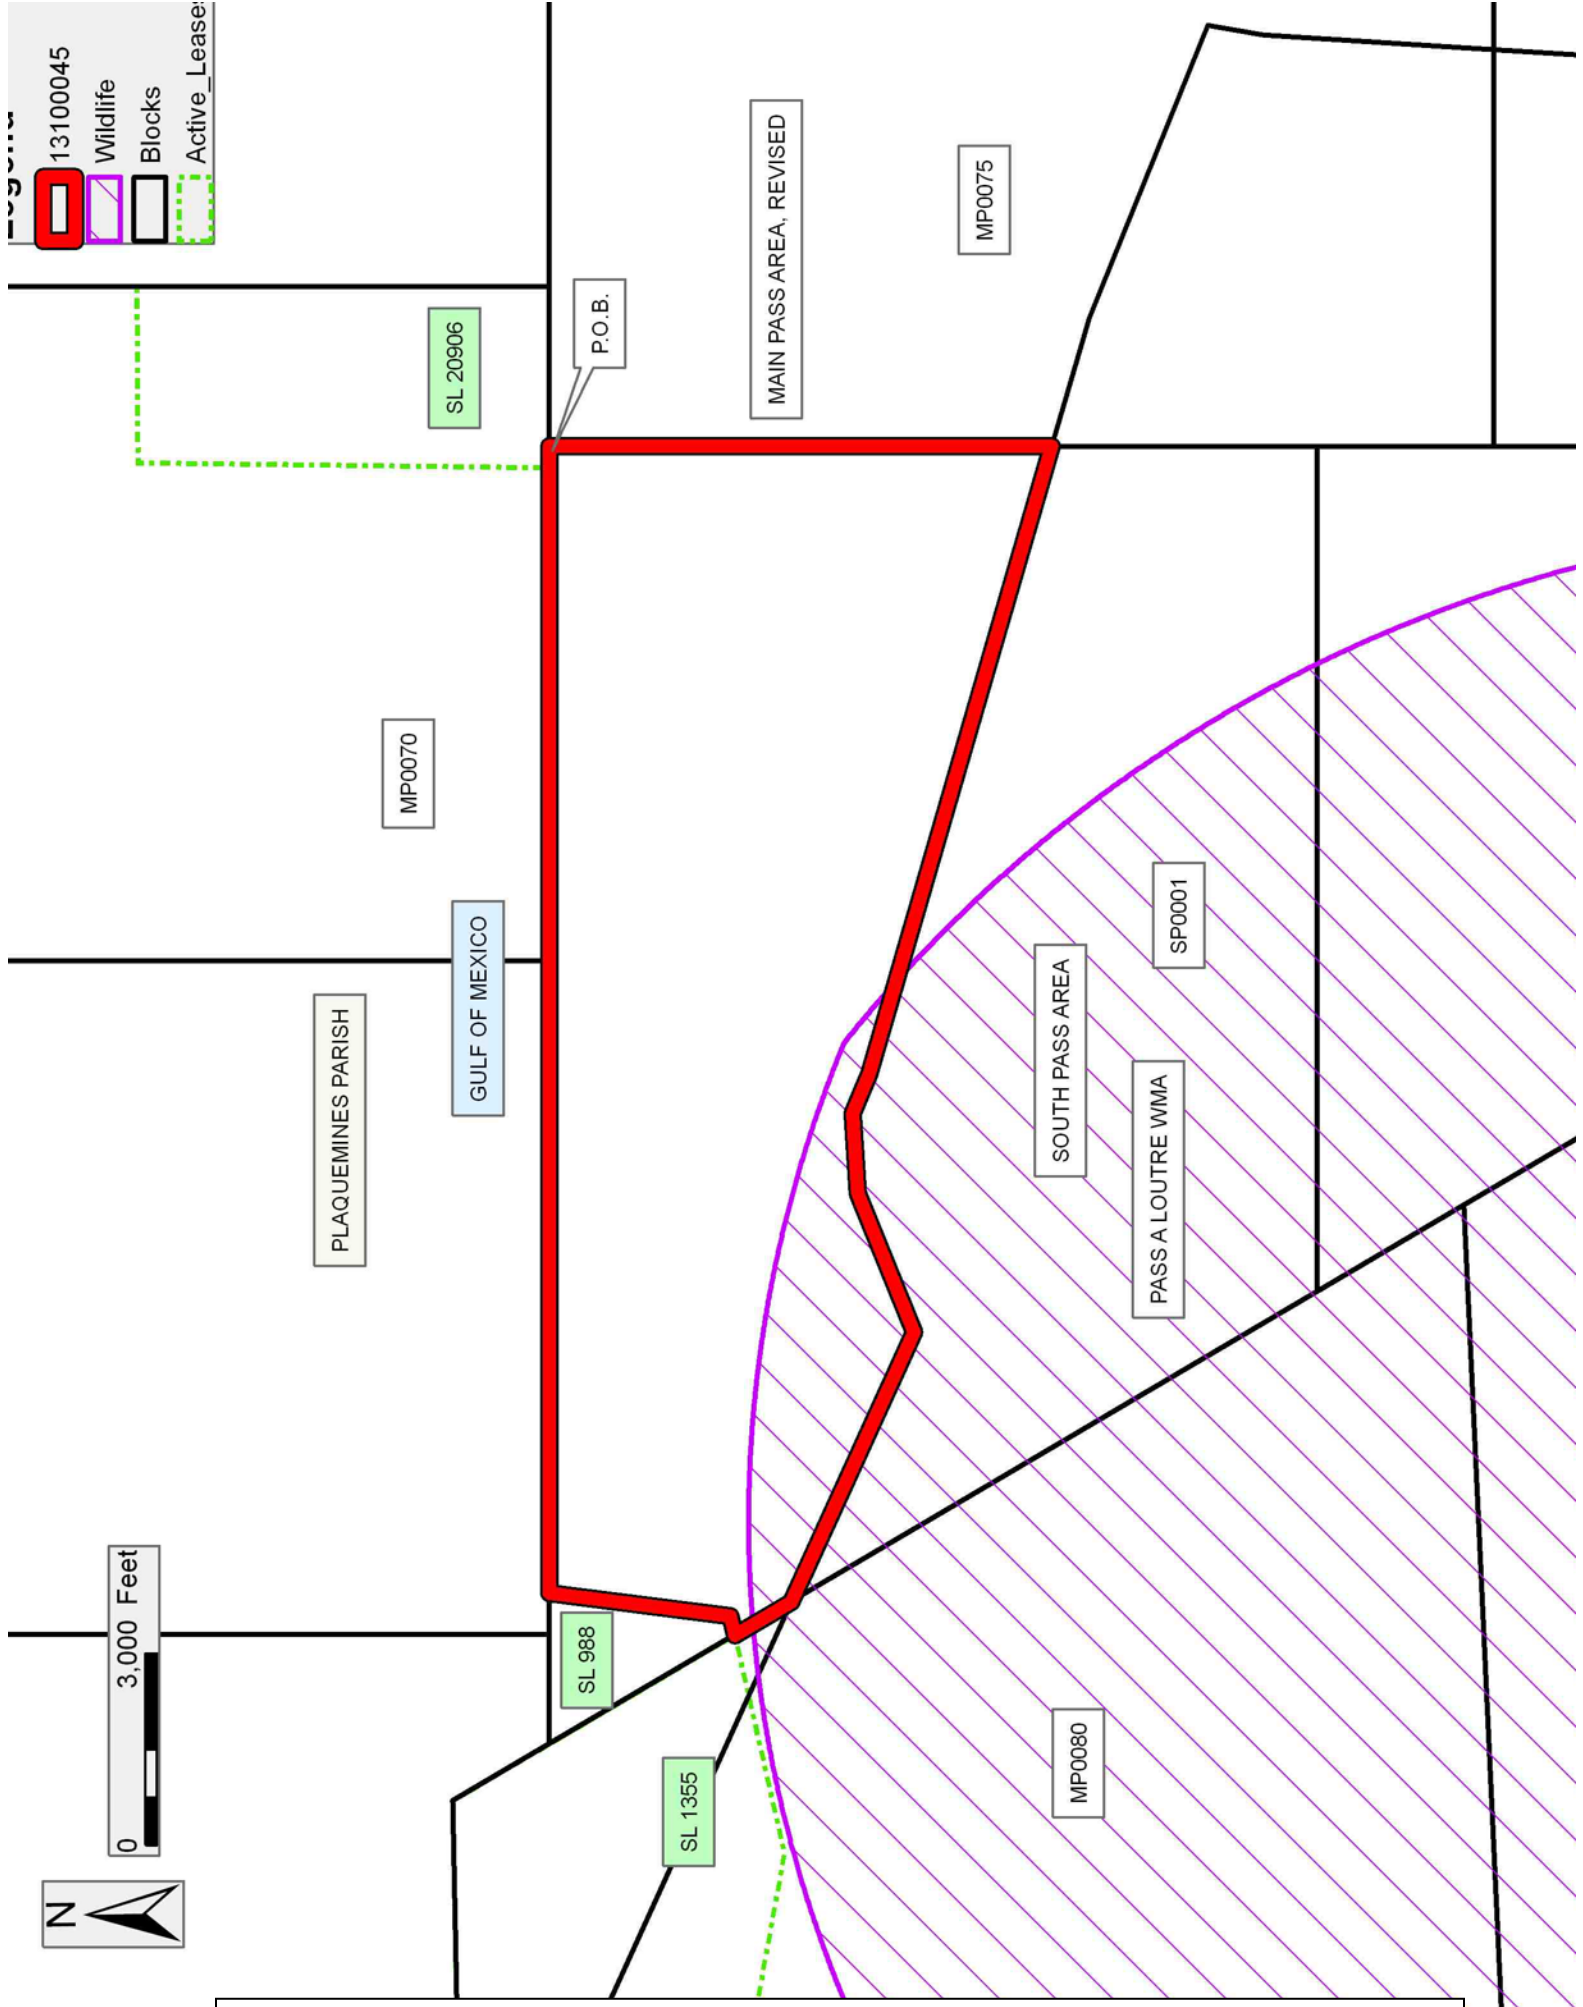 N
0 3,000 Feet
13100045
Wildlife
Blocks
PLAQUEMINES PARISH
MP0070
GULF OF MEXICO
SL 20906
SL 988
P.O.B.
SL 1355
MAIN PASS AREA, REVISED
MP0075
MP0080
SOUTH PASS AREA
PASS A LOUTRE WMA
SP0001